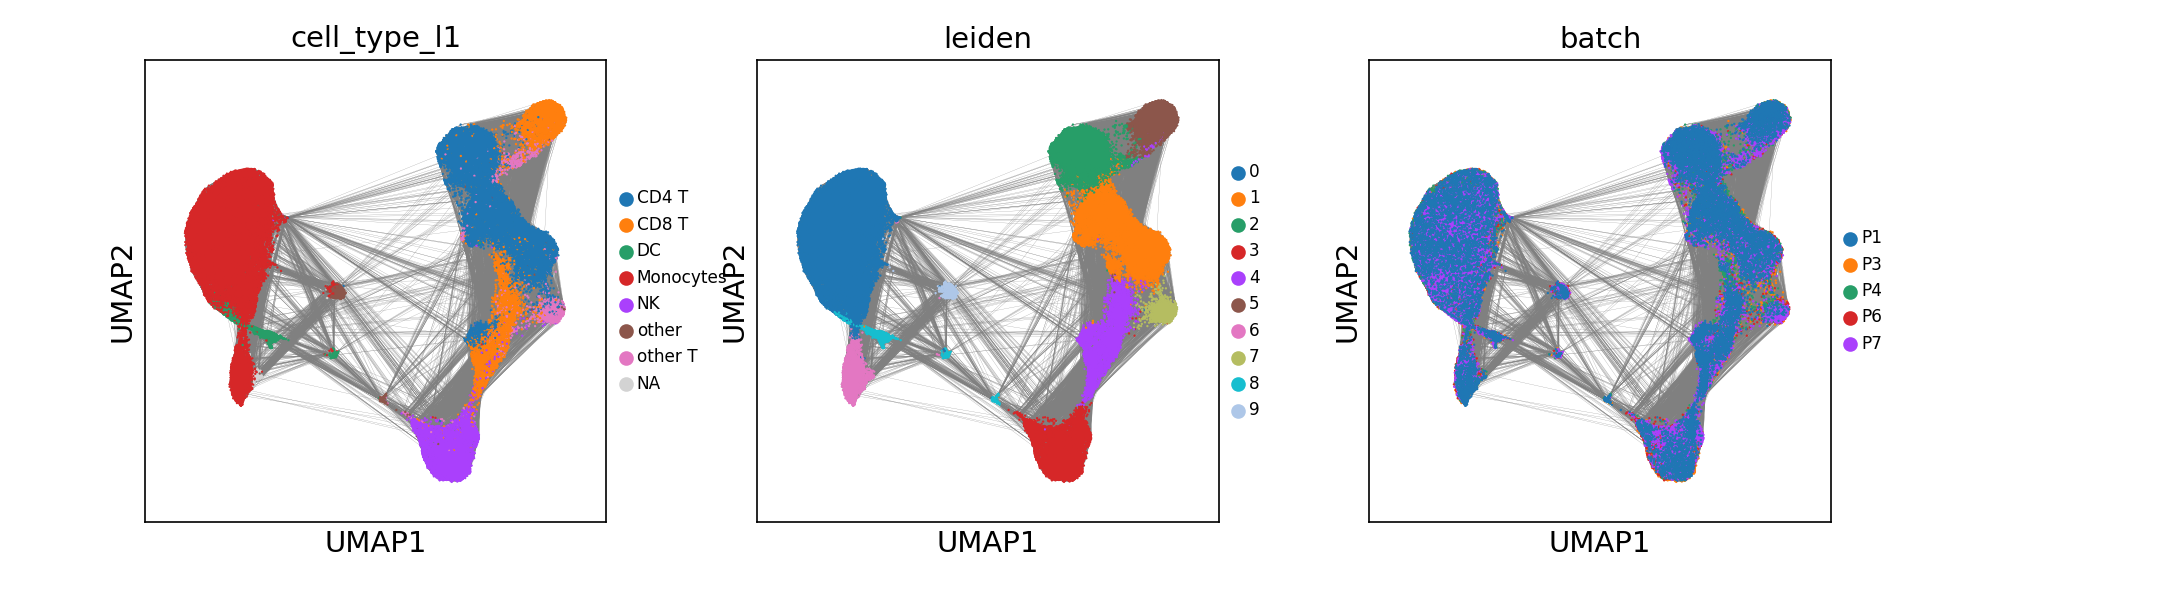 cell_type_l1
UMAP2
UMAP1
CD4 T
CD8 T
DC
Monocytes
NK
other
other T
NA
leiden
UMAP2
UMAP1
0
1
2
3
4
5
6
7
8
9
batch
UMAP2
UMAP1
P1
P3
P4
P6
P7